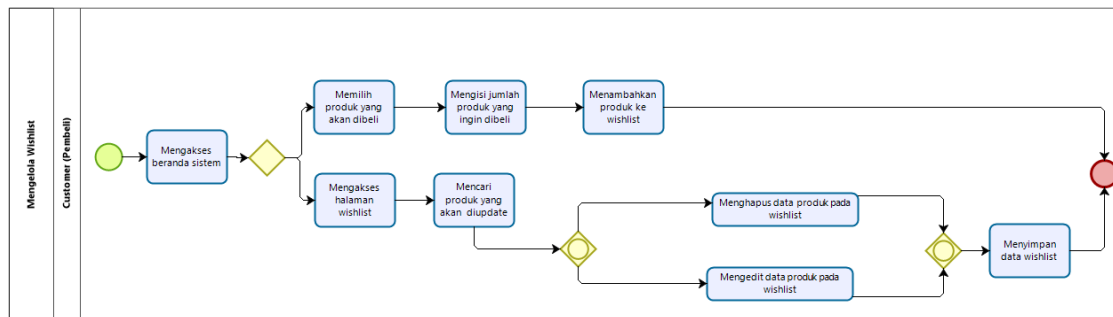 Mengelola Wishlist
Customer (Pembeli)
Mengakses
beranda sistem
Memilih
produk yang
akan dibeli
Mengisi jumlah
produk yang
ingin dibeli
Menambahkan
produk ke
wishlist
Mengakses
halaman
wishlist
Mencari
produk yang
akan diupdate
Menghapus data produk pada
wishlist
Mengedit data produk pada
wishlist
Menyimpan
data wishlist